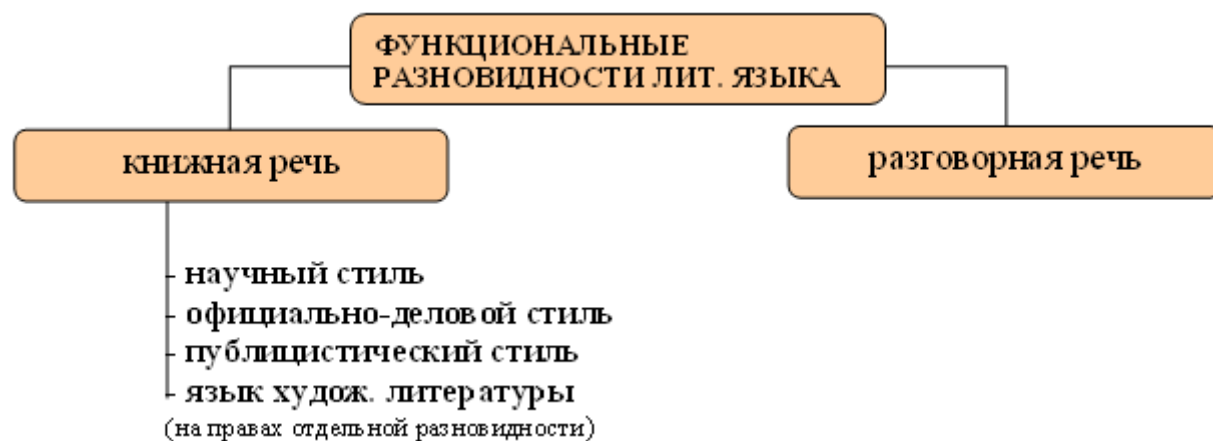 ФУНКЦИОНАЛЬНЫЕ
РАЗНОВИДНОСТИ ЛИТ. ЯЗЫКА
книжная речь
разговорная речь
- научный стиль
- официально-деловой стиль
- публицистический стиль
- язык худож. литературы
(на правах отдельной разновидности)